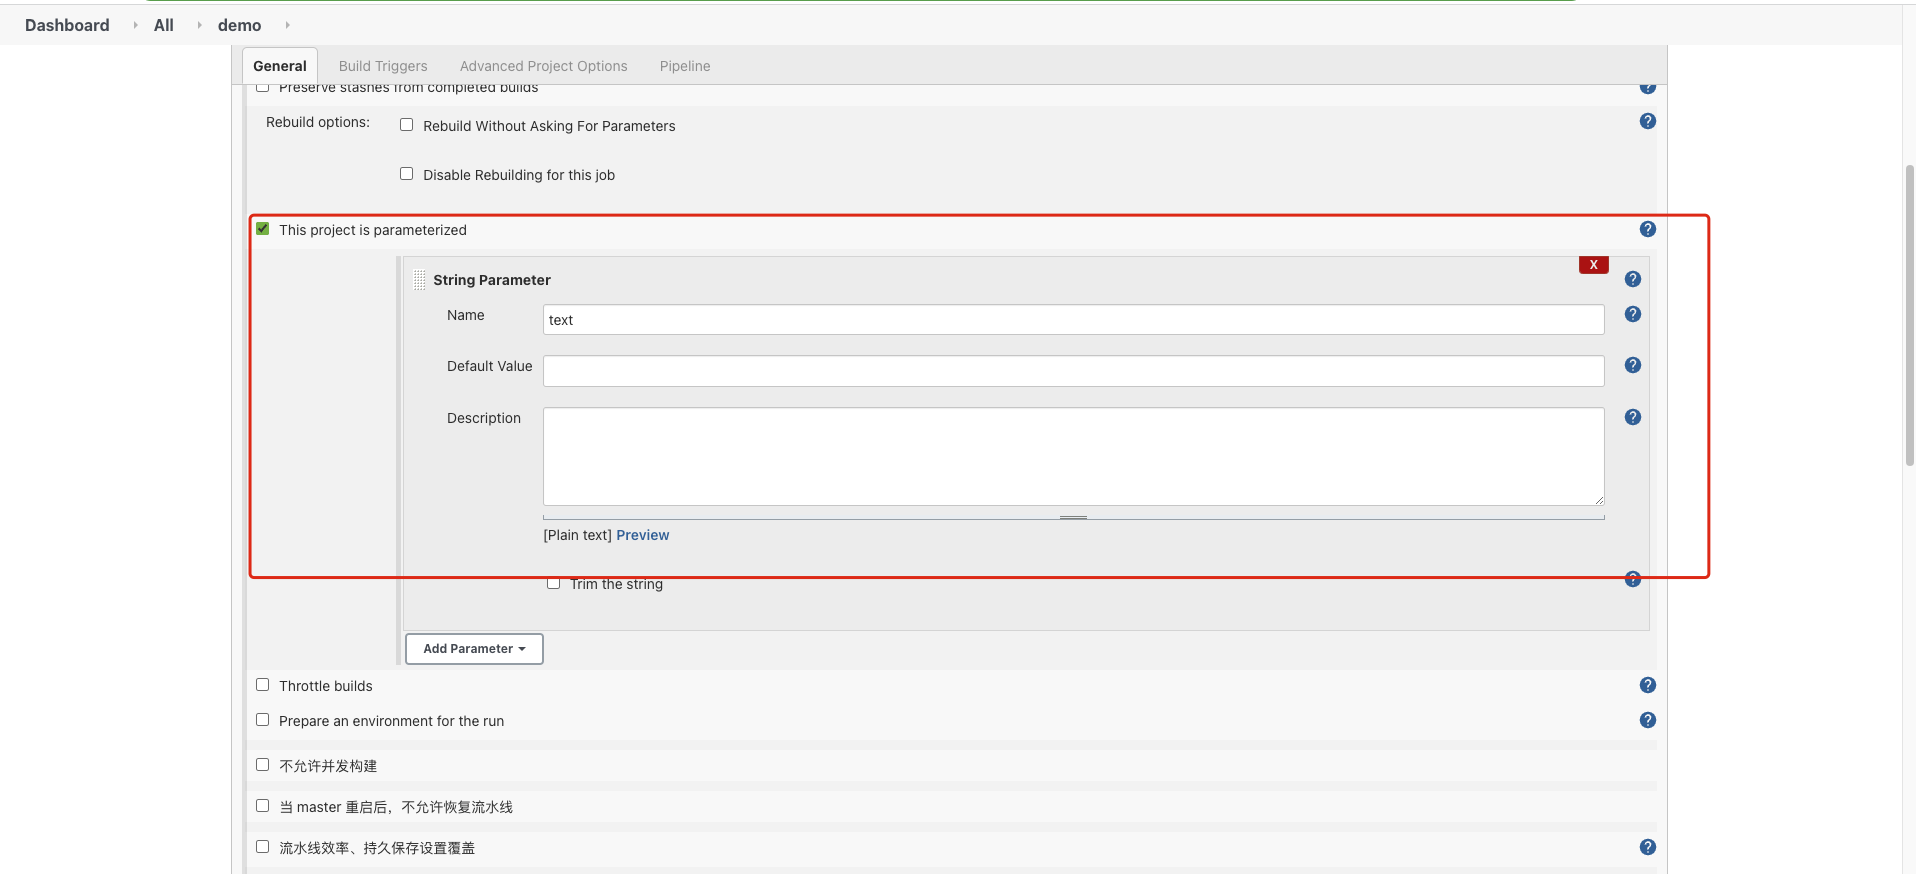 Dashboard All demo
General Build Triggers Advanced Project Options Pipeline
Preserve stashes from completed builds
Rebuild options: Rebuild Without Asking For Parameters
Disable Rebuilding for this job
This project is parameterized
X
String Parameter
Name text
Default Value
Description
[Plain text] Preview
Trim the string
Add Parameter
Throttle builds
Prepare an environment for the run
不允许并发构建
当 master 重启后，不允许恢复流水线
流水线效率、持久保存设置覆盖